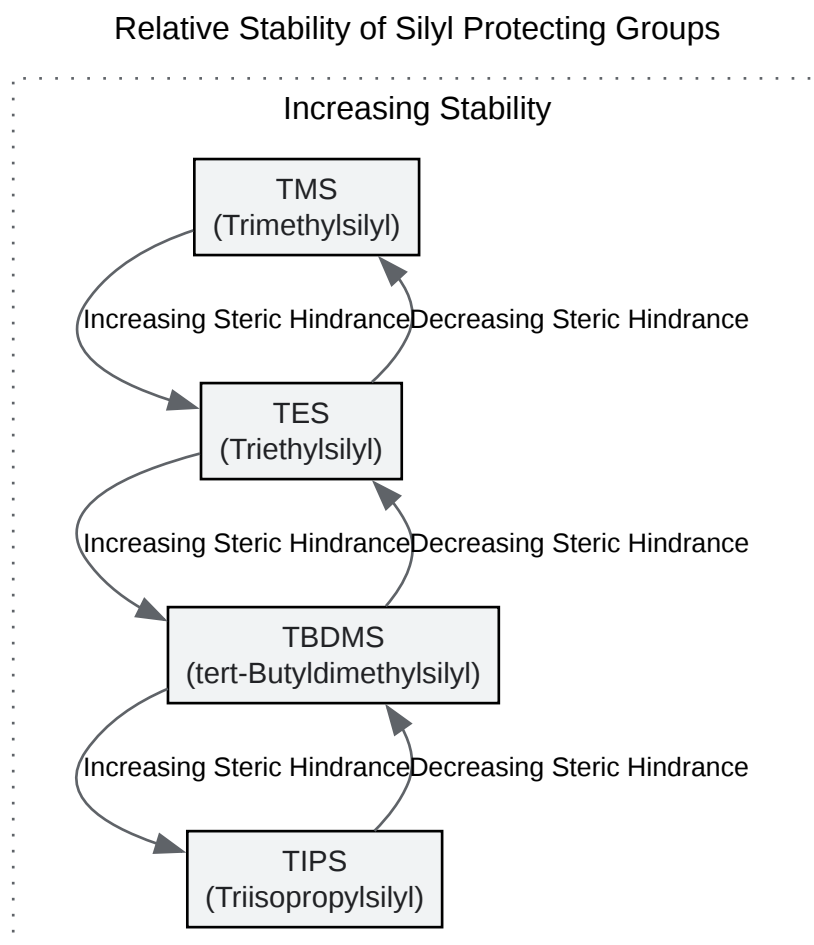 Relative Stability of Silyl Protecting Groups
Increasing Stability
TMS
(Trimethylsilyl)
Increasing Steric Hindrance
Decreasing Steric Hindrance
TES
(Triethylsilyl)
Increasing Steric Hindrance
Decreasing Steric Hindrance
TBDMS
(tert-Butyldimethylsilyl)
Increasing Steric Hindrance
Decreasing Steric Hindrance
TIPS
(Triisopropylsilyl)